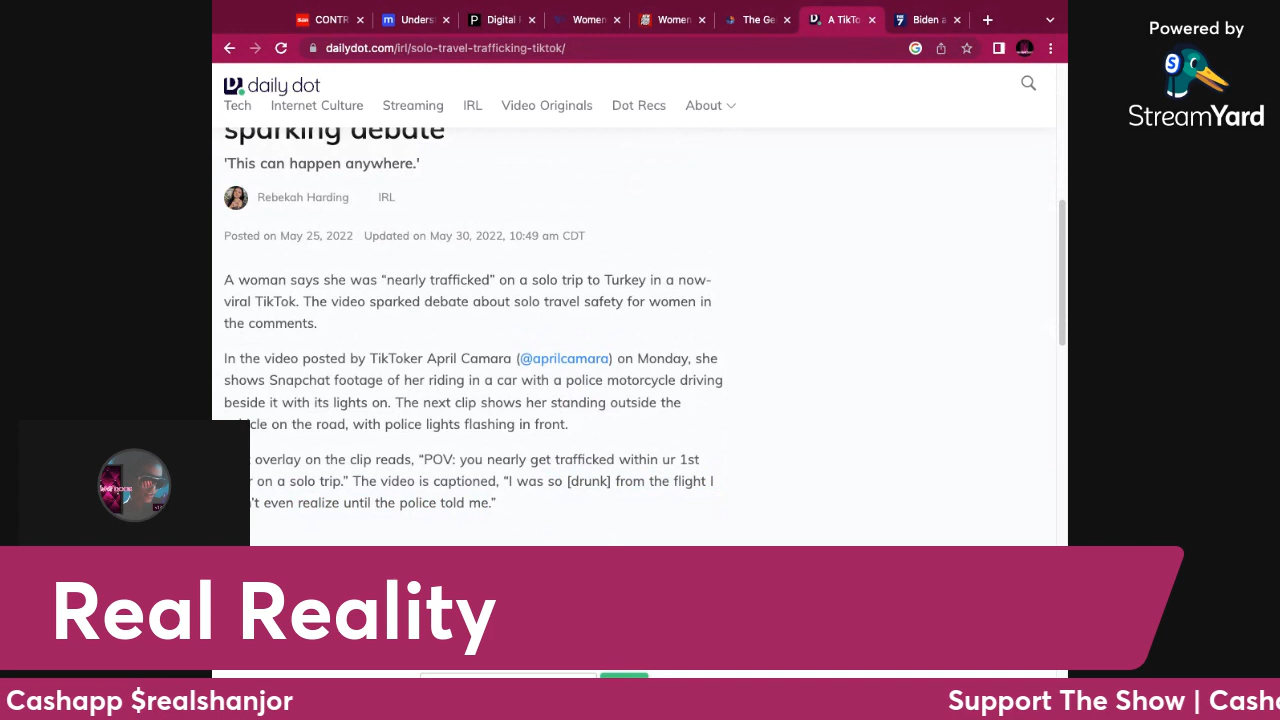 CONTR
Underst
Digital
Women
Women
The Ge
A TikTo
Biden a
dailydot.com/irl/solo-travel-trafficking-tiktok/
Powered by
StreamYard
daily dot
Tech Internet Culture Streaming IRL Video Originals Dot Recs About
sparking debate
'This can happen anywhere.'
Rebekah Harding IRL
Posted on May 25, 2022 Updated on May 30, 2022, 10:49 am CDT
A woman says she was “nearly trafficked” on a solo trip to Turkey in a now-
viral TikTok. The video sparked debate about solo travel safety for women in
the comments.
In the video posted by TikToker April Camara (@aprilcamara) on Monday, she
shows Snapchat footage of her riding in a car with a police motorcycle driving
beside it with its lights on. The next clip shows her standing outside the
cle on the road, with police lights flashing in front.
overlay on the clip reads, “POV: you nearly get trafficked within ur 1st
on a solo trip.” The video is captioned, “I was so [drunk] from the flight I
't even realize until the police told me.”
Real Reality
Cashapp $realshanjor
Support The Show | Casha